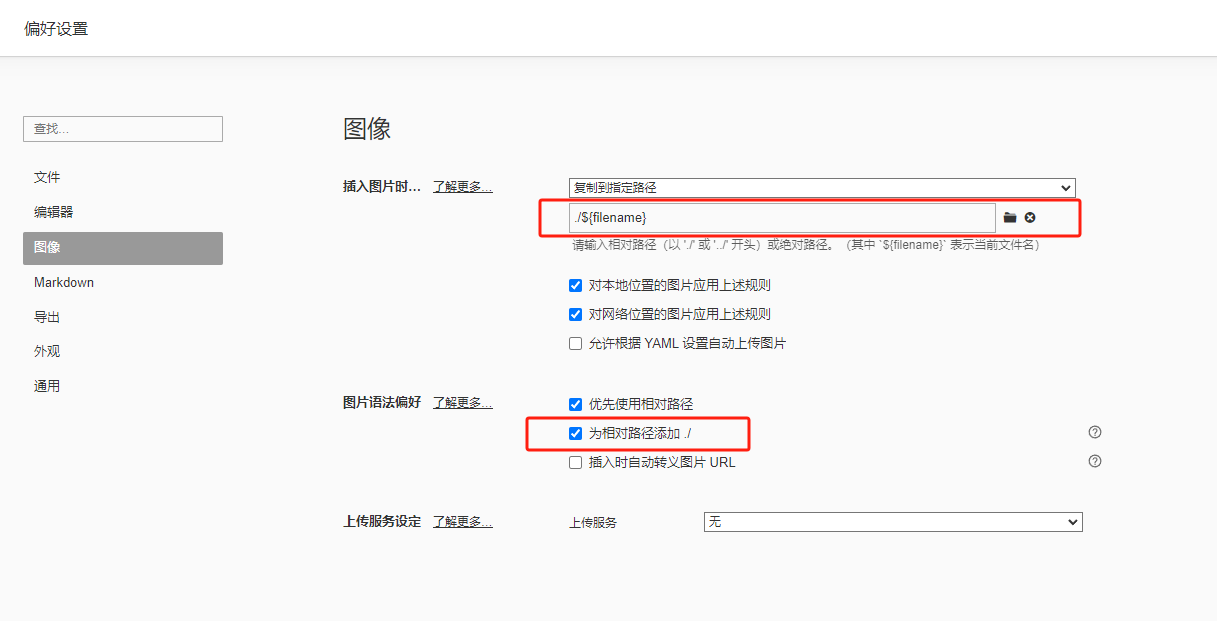 偏好设置
查找...
文件
编辑器
图像
Markdown
导出
外观
通用
图像
插入图片时... 了解更多... 复制到指定路径
./${filename}
请输入相对路径（以 './' 或 '../' 开头）或绝对路径。（其中 `${filename}` 表示当前文件名）
对本地位置的图片应用上述规则
对网络位置的图片应用上述规则
允许根据 YAML 设置自动上传图片
图片语法偏好 了解更多... 优先使用相对路径
为相对路径添加 ./
插入时自动转义图片 URL
上传服务设定 了解更多... 上传服务 无